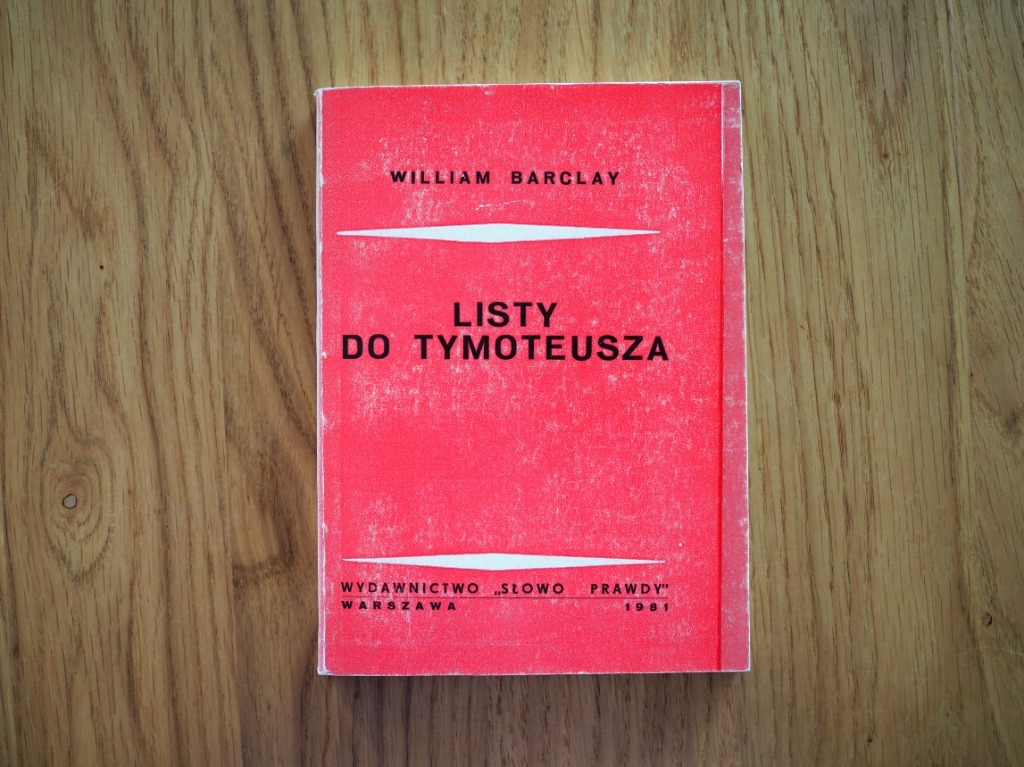 WILLIAM BARCLAY
LISTY
DO TYMOTEUSZA
WYDAWNICTWO „SŁOWO PRAWDY"
WARSZAWA 1981